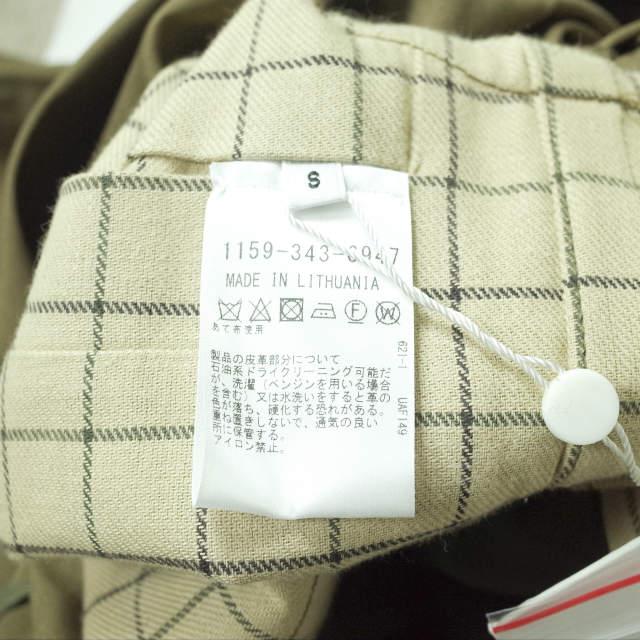 S
1159-343-6947
MADE IN LITHUANIA
あて布使用
製品の皮革部分について
石油系ドライクリーニング可能だ
が、洗濯（ベンジンを用いる場合
を含む）又は水洗いをすると革の
色が落ち、硬化する恐れがある。
重ね置きしないで、通気の良い
所に保管する。
アイロン禁止。
621-1
UAF149